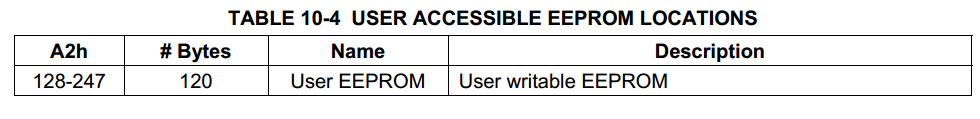 TABLE 10-4 USER ACCESSIBLE EEPROM LOCATIONS
A2h # Bytes Name Description
128-247 120 User EEPROM User writable EEPROM